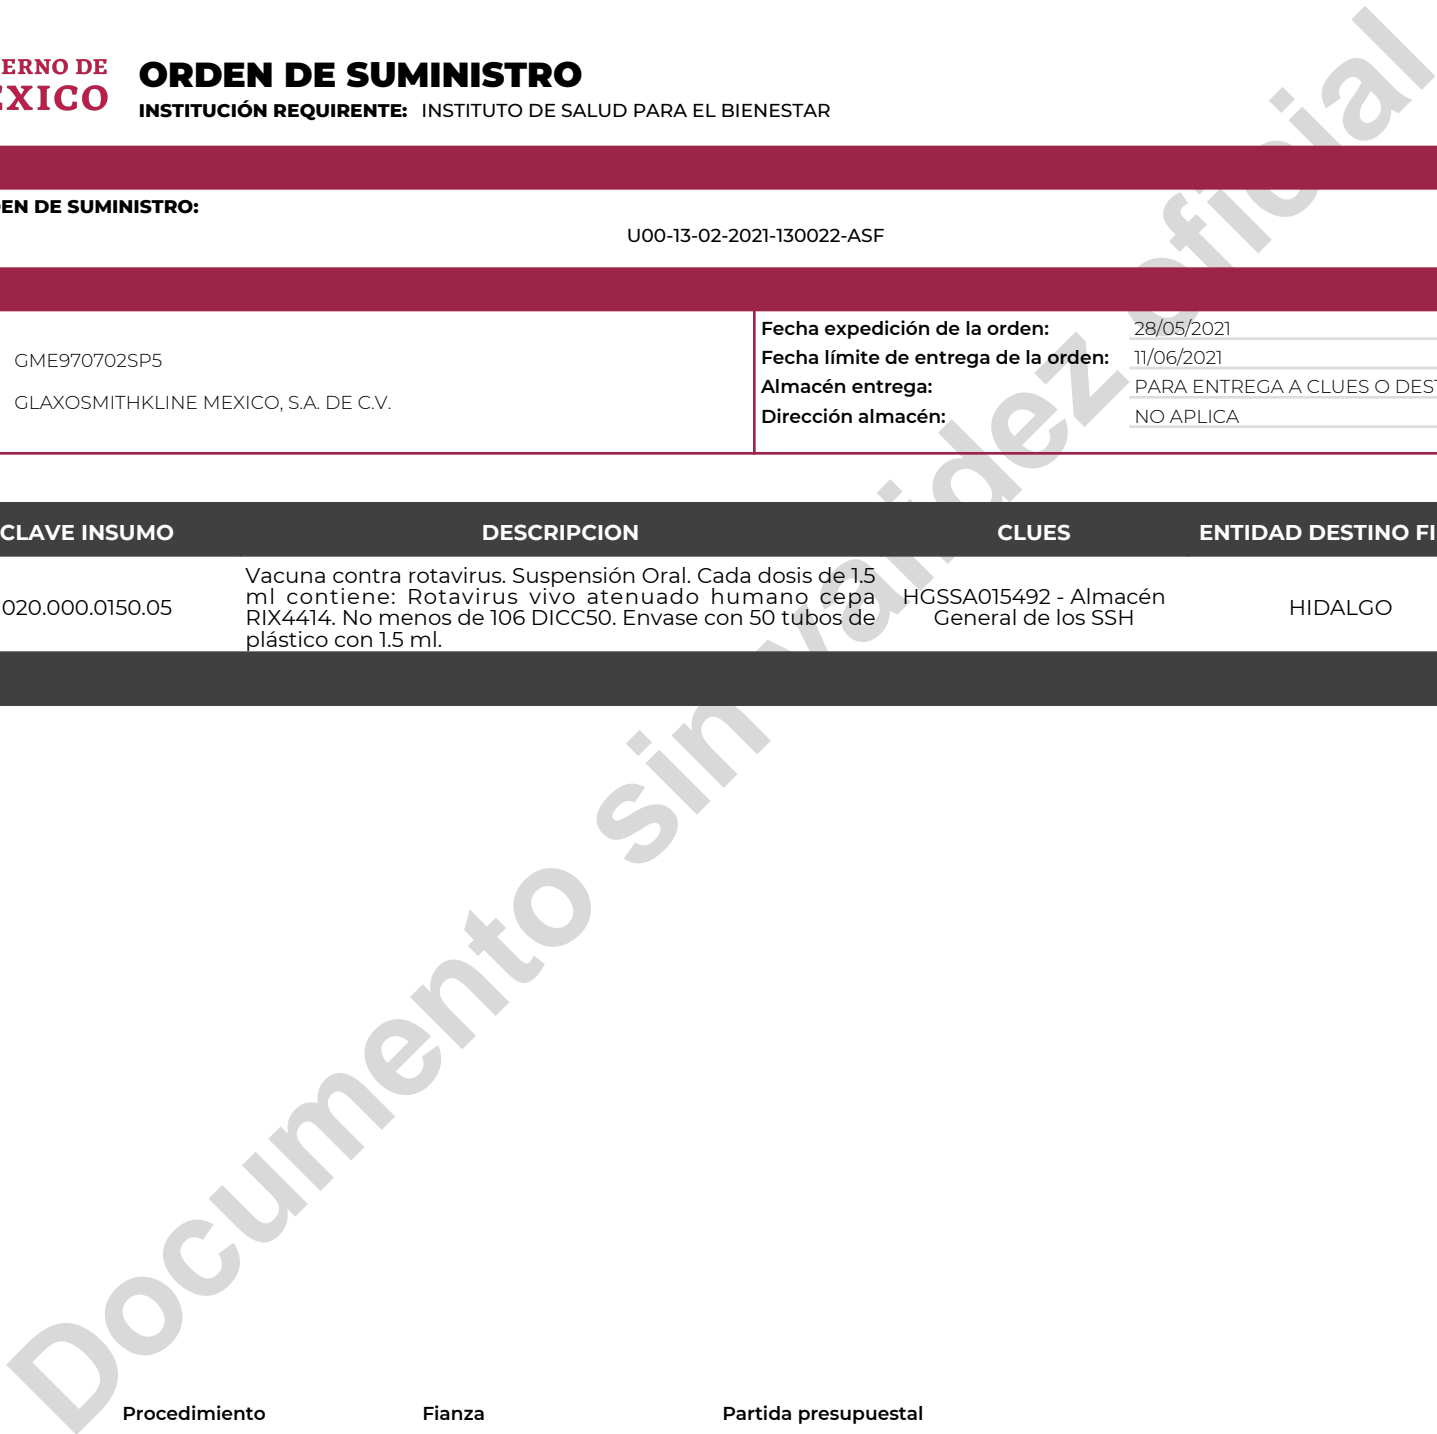 ERNO DE
ÉXICO
ORDEN DE SUMINISTRO
INSTITUCIÓN REQUIRENTE: INSTITUTO DE SALUD PARA EL BIENESTAR
EN DE SUMINISTRO:
U00-13-02-2021-130022-ASF
GME970702SP5
GLAXOSMITHKLINE MEXICO, S.A. DE C.V.
Fecha expedición de la orden: 28/05/2021
Fecha límite de entrega de la orden: 11/06/2021
Almacén entrega: PARA ENTREGA A CLUES O DEST
Dirección almacén: NO APLICA
CLAVE INSUMO DESCRIPCION CLUES ENTIDAD DESTINO FI
020.000.0150.05
Vacuna contra rotavirus. Suspensión Oral. Cada dosis de 1.5
ml contiene: Rotavirus vivo atenuado humano cepa
RIX4414. No menos de 106 DICC50. Envase con 50 tubos de
plástico con 1.5 ml.
HGSSA015492 - Almacén
General de los SSH
HIDALGO
Documento sin validez oficial
Procedimiento Fianza Partida presupuestal